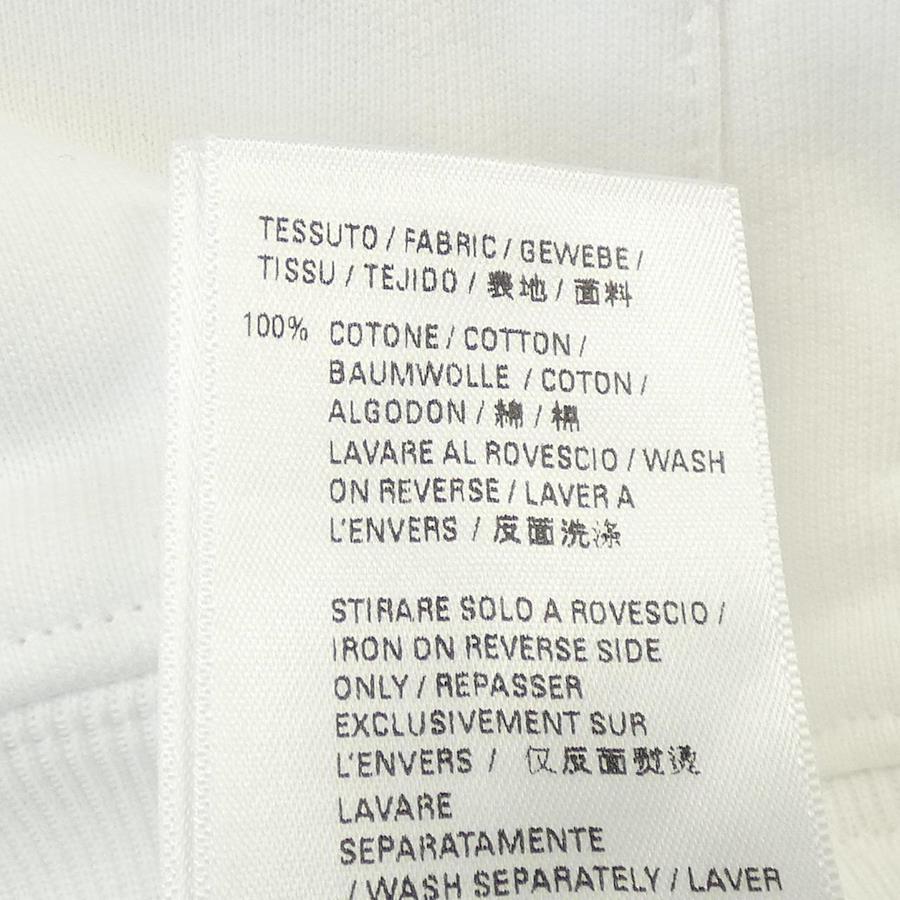 TESSUTO / FABRIC / GEWEBE /
TISSU / TEJIDO / 表地 / 面料
100% COTONE / COTTON /
BAUMWOLLE / COTON /
ALGODON / 綿 / 棉
LAVARE AL ROVESCIO / WASH
ON REVERSE / LAVER A
L'ENVERS / 反面洗涤
STIRARE SOLO A ROVESCIO /
IRON ON REVERSE SIDE
ONLY / REPASSER
EXCLUSIVEMENT SUR
L'ENVERS / 仅反面熨烫
LAVARE
SEPARATAMENTE
/ WASH SEPARATELY / LAVER